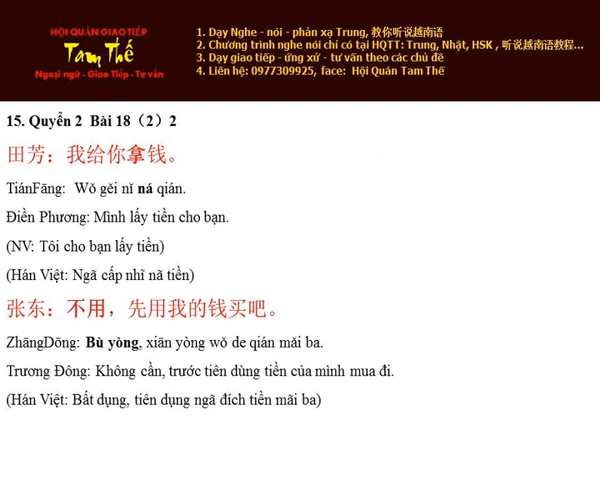 HỘI QUÁN GIAO TIẾP
Tam Thế
Ngoại ngữ - Giao Tiếp - Tư vấn
1. Dạy Nghe - nói - phản xạ Trung, 教你听说越南语
2. Chương trình nghe nói chỉ có tại HQTT: Trung, Nhật, HSK , 听说越南语教程...
3. Dạy giao tiếp - ứng xử - tư vấn theo các chủ đề
4. Liên hệ: 0977309925, face: Hội Quán Tam Thế
15. Quyển 2 Bài 18（2）2
田芳：我给你拿钱。
TiánFāng: Wǒ gěi nǐ ná qián.
Điền Phương: Mình lấy tiền cho bạn.
(NV: Tôi cho bạn lấy tiền)
(Hán Việt: Ngã cấp nhĩ nã tiền)
张东：不用，先用我的钱买吧。
ZhāngDōng: Bù yòng, xiān yòng wǒ de qián mǎi ba.
Trương Đông: Không cần, trước tiên dùng tiền của mình mua đi.
(Hán Việt: Bất dụng, tiên dụng ngã đích tiền mãi ba)